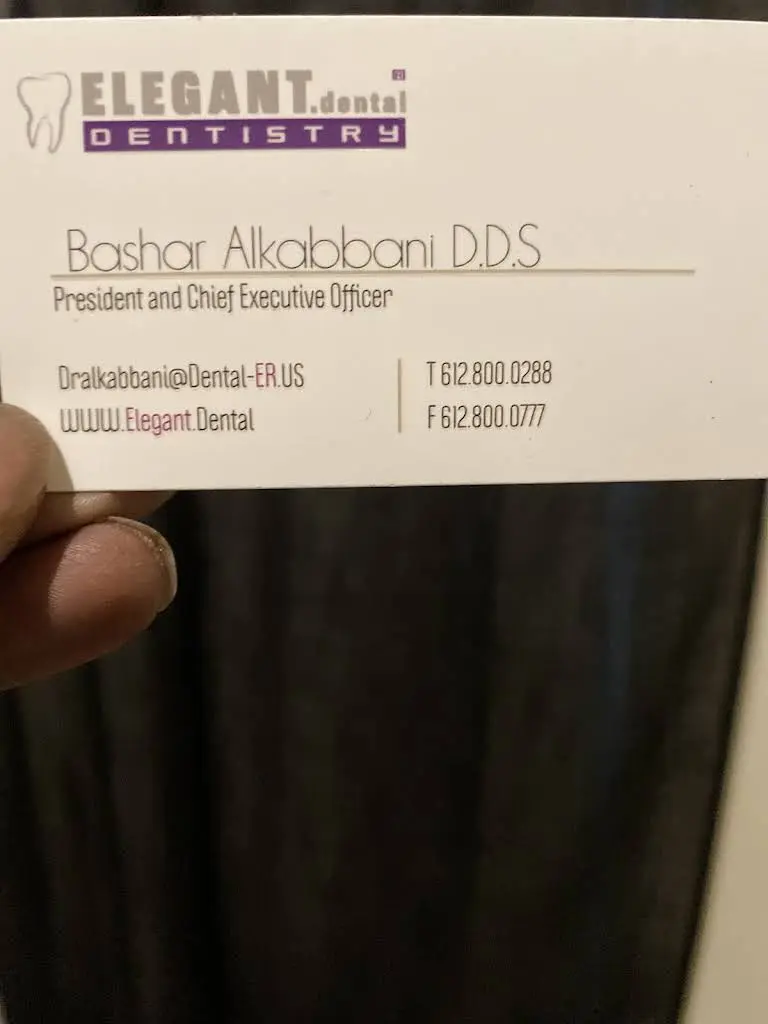 ELEGANT.dental
DENTISTRY
Bashar Alkabbani D.D.S
President and Chief Executive Officer
Dralkabbani@Dental-ER.US
WWW.Elegant.Dental
T 612.800.0288
F 612.800.0777